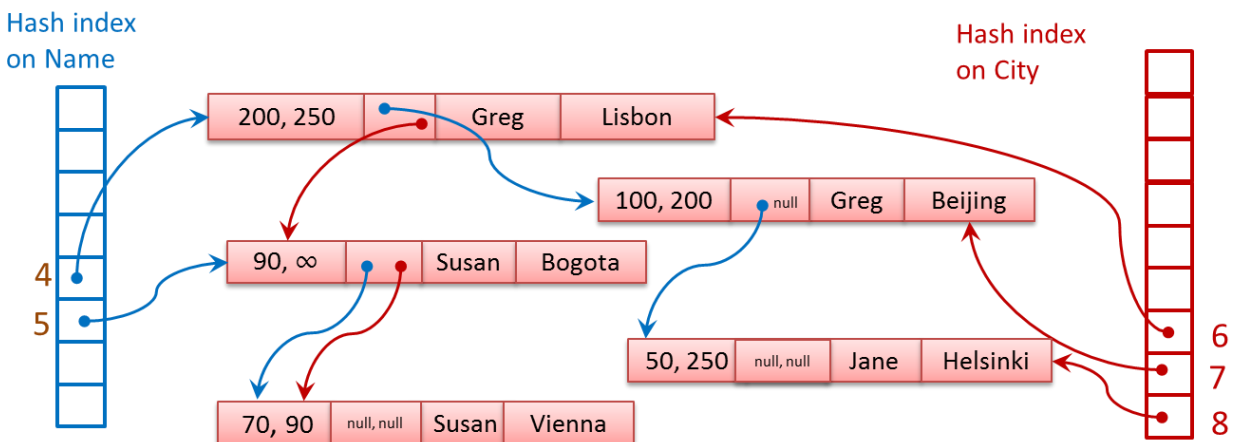 Hash index
on Name
Hash index
on City
200, 250 Greg Lisbon
100, 200 null Greg Beijing
90, ∞ Susan Bogota
4
5
6
50, 250 null, null Jane Helsinki
7
70, 90 null, null Susan Vienna
8